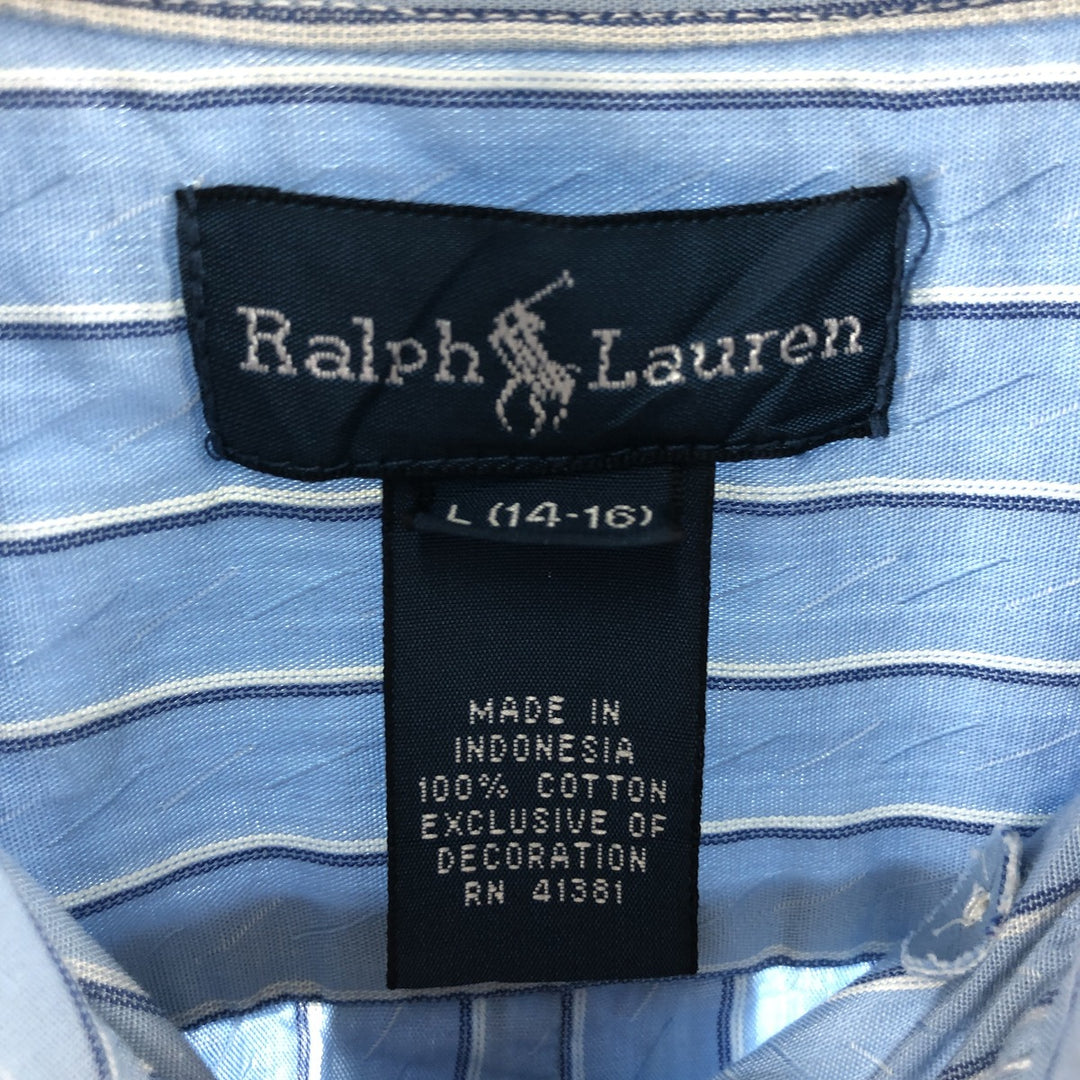 Ralph Lauren
L (14-16)
MADE IN
INDONESIA
100% COTTON
EXCLUSIVE OF
DECORATION
RN 41381